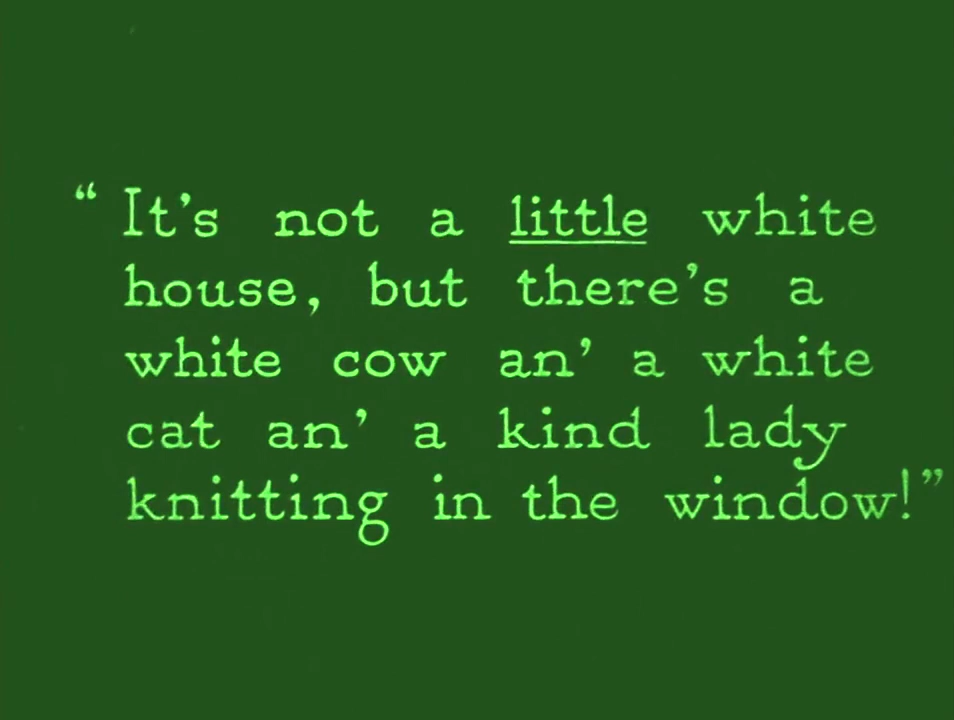 “ It’s not a little white
house, but there’s a
white cow an’ a white
cat an’ a kind lady
knitting in the window!”